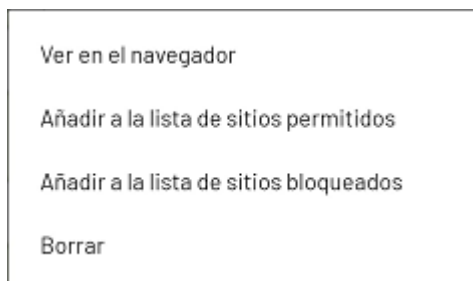 Ver en el navegador
Añadir a la lista de sitios permitidos
Añadir a la lista de sitios bloqueados
Borrar